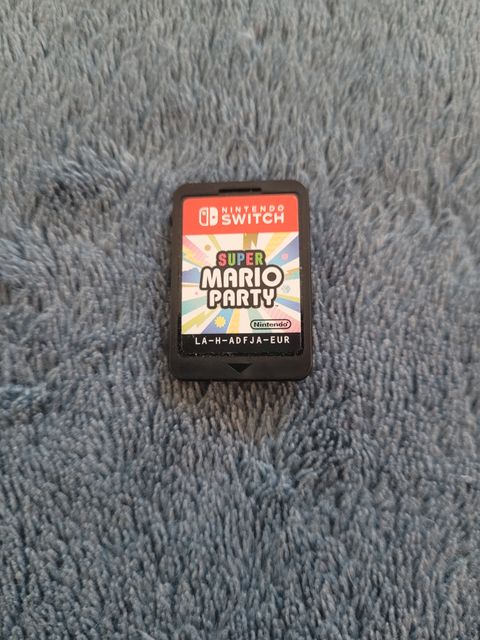 NINTENDO
SWITCH
SUPER
MARIO
PARTY
Nintendo
LA-H-ADFJA-EUR